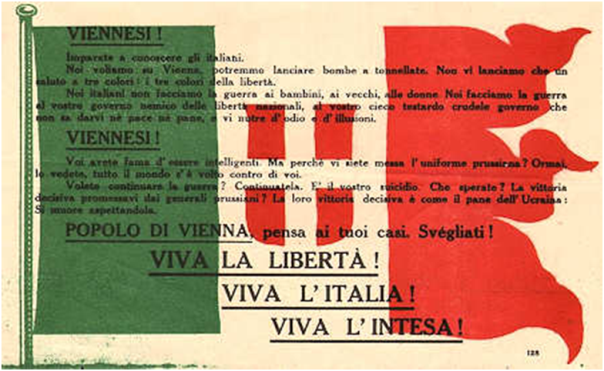 VIENNESI !
Imparate a conoscere gli italiani.
Noi voliamo su Vienna, potremmo lanciare bombe a tonnellate. Non vi lanciamo che un
saluto a tre colori : i tre colori della libertà.
Noi italiani non facciamo la guerra ai bambini, ai vecchi, alle donne. Noi facciamo la guerra
al vostro governo nemico delle libertà nazionali, al vostro cieco testardo crudele governo che
non sa darvi nè pace nè pane, e vi nutre d'odio e d'illusioni.
VIENNESI !
Voi avete fama d'essere intelligenti. Ma perchè vi siete messa l'uniforme prussiana ? Ormai,
lo vedete, tutto il mondo s'è volto contro di voi.
Volete continuare la guerra ? Continuatela. E' il vostro suicidio. Che sperate ? La vittoria
decisiva promessavi dai generali prussiani ? La loro vittoria decisiva è come il pane dell'Ucraina :
Si muore aspettandola.
POPOLO DI VIENNA, pensa ai tuoi casi. Svégliati !
VIVA LA LIBERTÀ !
VIVA L'ITALIA !
VIVA L'INTESA !
128